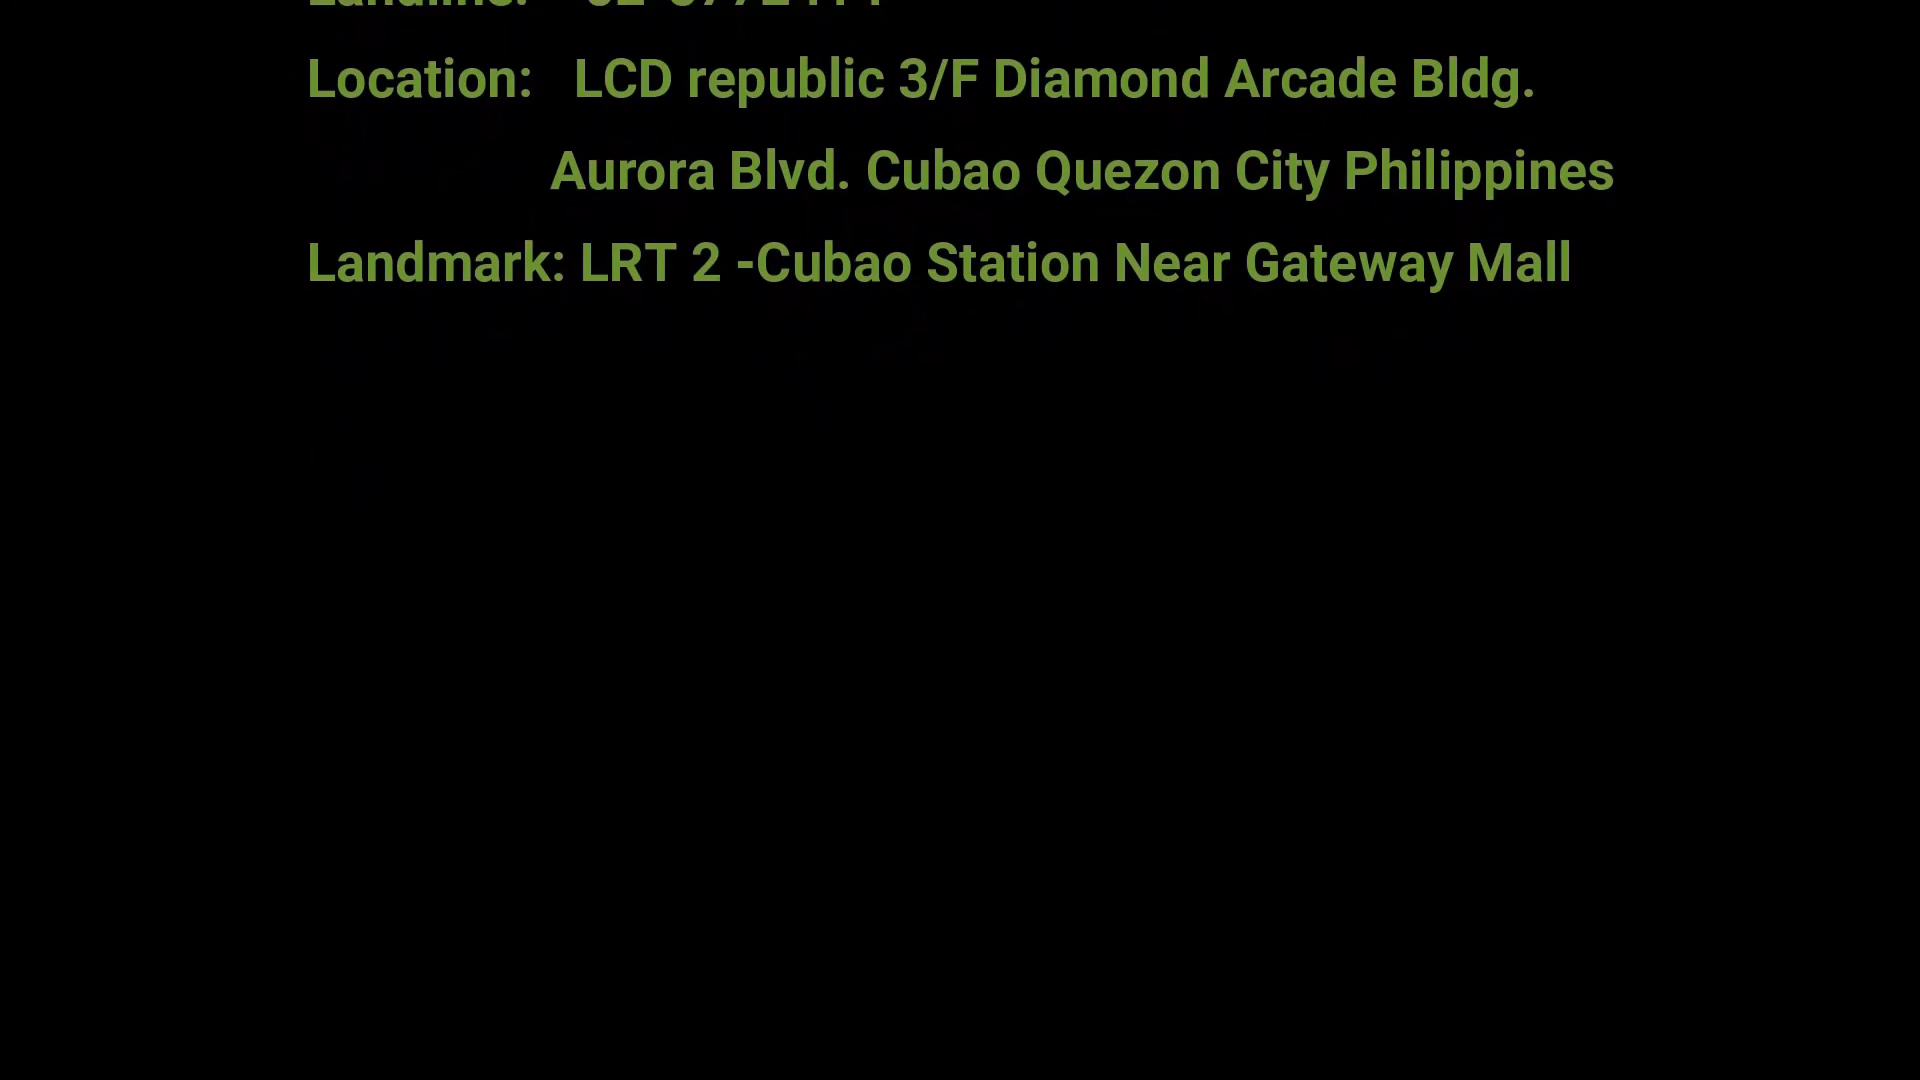 Landline:
Location: LCD republic 3/F Diamond Arcade Bldg.
Aurora Blvd. Cubao Quezon City Philippines
Landmark: LRT 2 -Cubao Station Near Gateway Mall